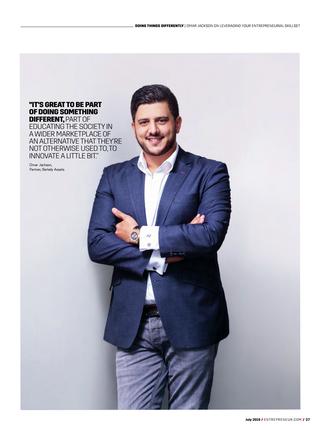 DOING THINGS DIFFERENTLY | OMAR JACKSON ON LEVERAGING YOUR ENTREPRENEURIAL SKILLSET
"IT'S GREAT TO BE PART
OF DOING SOMETHING
DIFFERENT, PART OF
EDUCATING THE SOCIETY IN
A WIDER MARKETPLACE OF
AN ALTERNATIVE THAT THEY'RE
NOT OTHERWISE USED TO, TO
INNOVATE A LITTLE BIT."
Omar Jackson,
Partner, Barnely Assets
July 2019 // ENTREPRENEUR.COM // 37